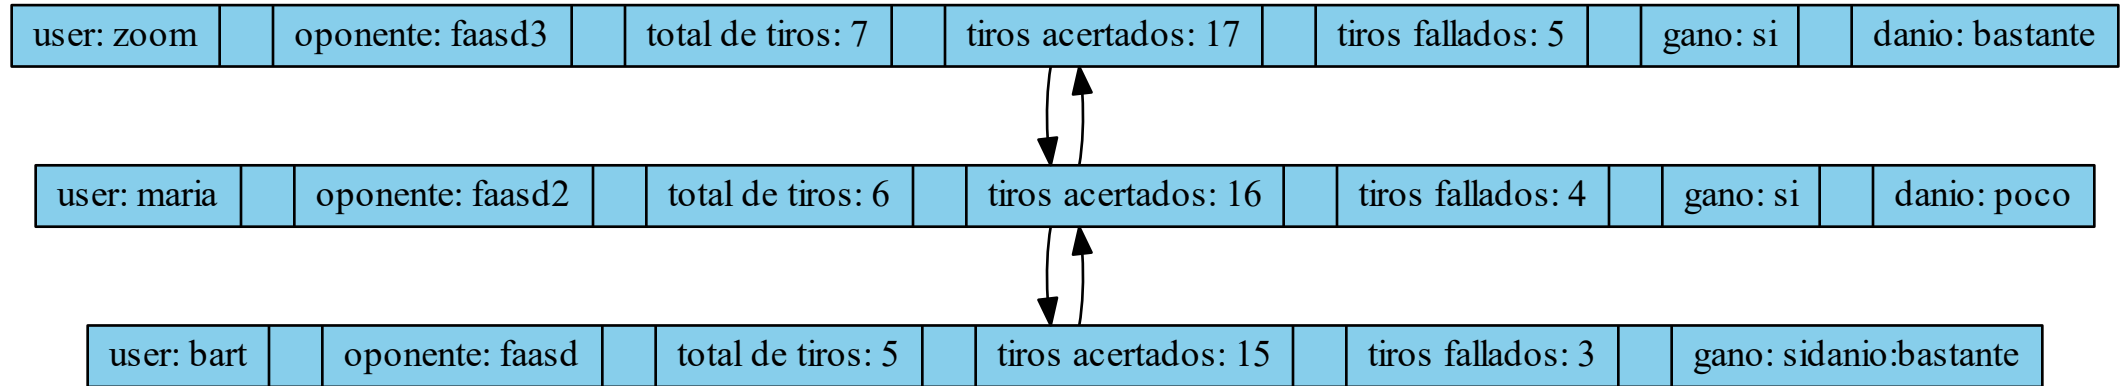 user: zoom oponente: faasd3 total de tiros: 7 tiros acertados: 17 tiros fallados: 5 gano: si danio: bastante
user: maria oponente: faasd2 total de tiros: 6 tiros acertados: 16 tiros fallados: 4 gano: si danio: poco
user: bart oponente: faasd total de tiros: 5 tiros acertados: 15 tiros fallados: 3 gano: sidanio:bastante